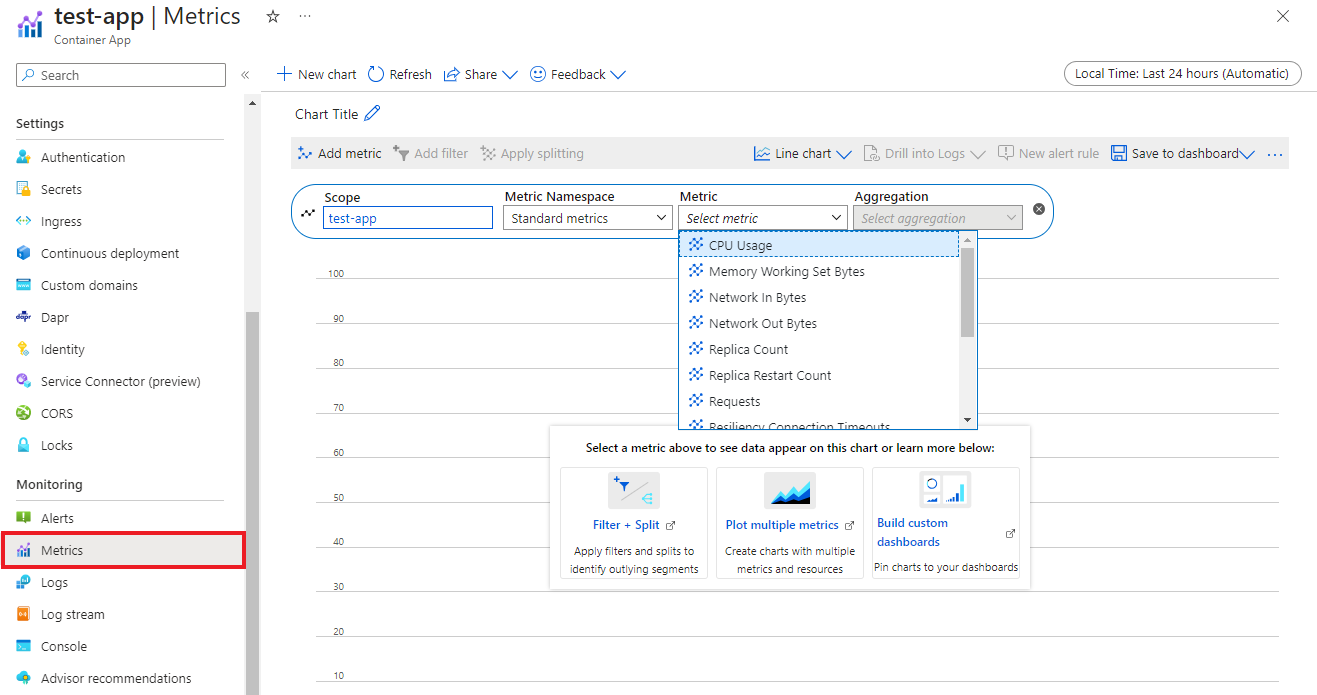 test-app | Metrics
Container App
Search
New chart Refresh Share Feedback
Local Time: Last 24 hours (Automatic)
Settings
Authentication
Secrets
Ingress
Continuous deployment
Custom domains
dapr Dapr
Identity
Service Connector (preview)
CORS
Locks
Monitoring
Alerts
Metrics
Logs
Log stream
Console
Advisor recommendations
Chart Title
Add metric Add filter Apply splitting Line chart Drill into Logs New alert rule Save to dashboard
Scope Metric Namespace Metric Aggregation
test-app Standard metrics Select metric Select aggregation
CPU Usage
Memory Working Set Bytes
Network In Bytes
Network Out Bytes
Replica Count
Replica Restart Count
Requests
Resiliency Connection Timeouts
100
90
80
70
60
50
40
30
20
10
Select a metric above to see data appear on this chart or learn more below:
Filter + Split
Apply filters and splits to
identify outlying segments
Plot multiple metrics
Create charts with multiple
metrics and resources
Build custom
dashboards
Pin charts to your dashboards